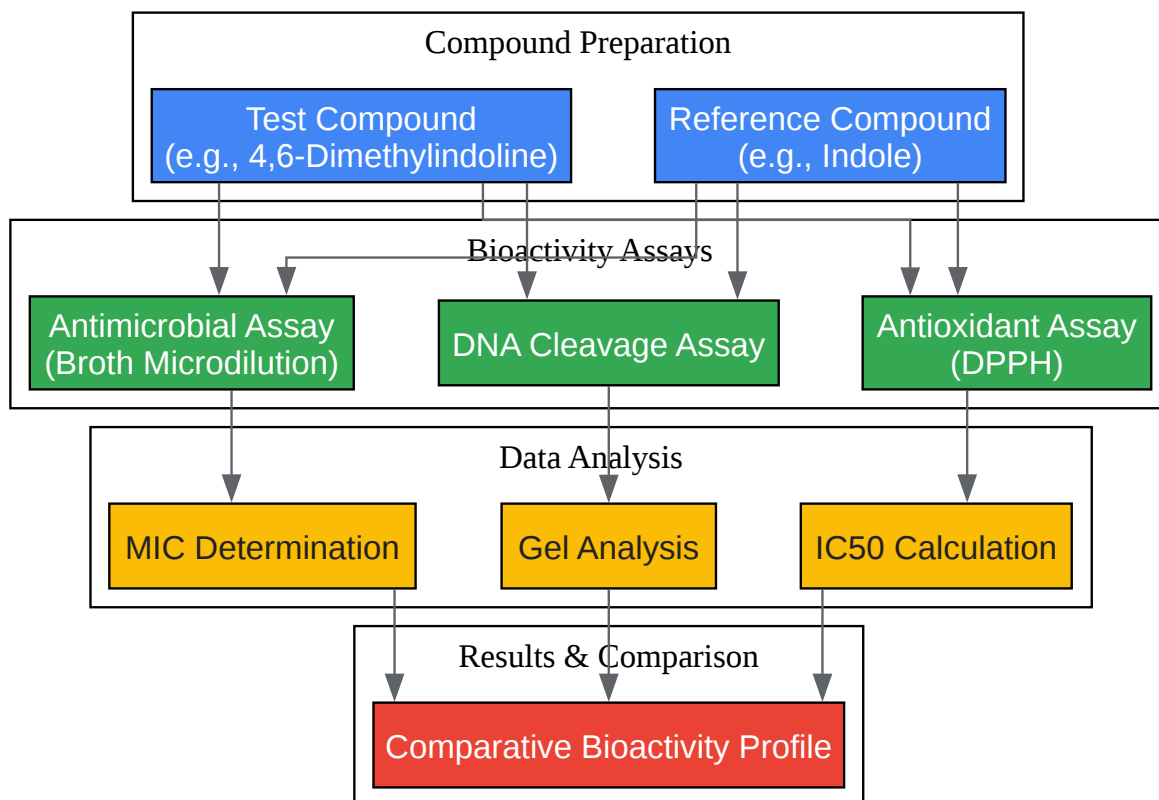 Compound Preparation
Test Compound
(e.g., 4,6-Dimethylindoline)
Reference Compound
(e.g., Indole)
Bioactivity Assays
Antimicrobial Assay
(Broth Microdilution)
DNA Cleavage Assay
Antioxidant Assay
(DPPH)
Data Analysis
MIC Determination
Gel Analysis
IC50 Calculation
Results & Comparison
Comparative Bioactivity Profile